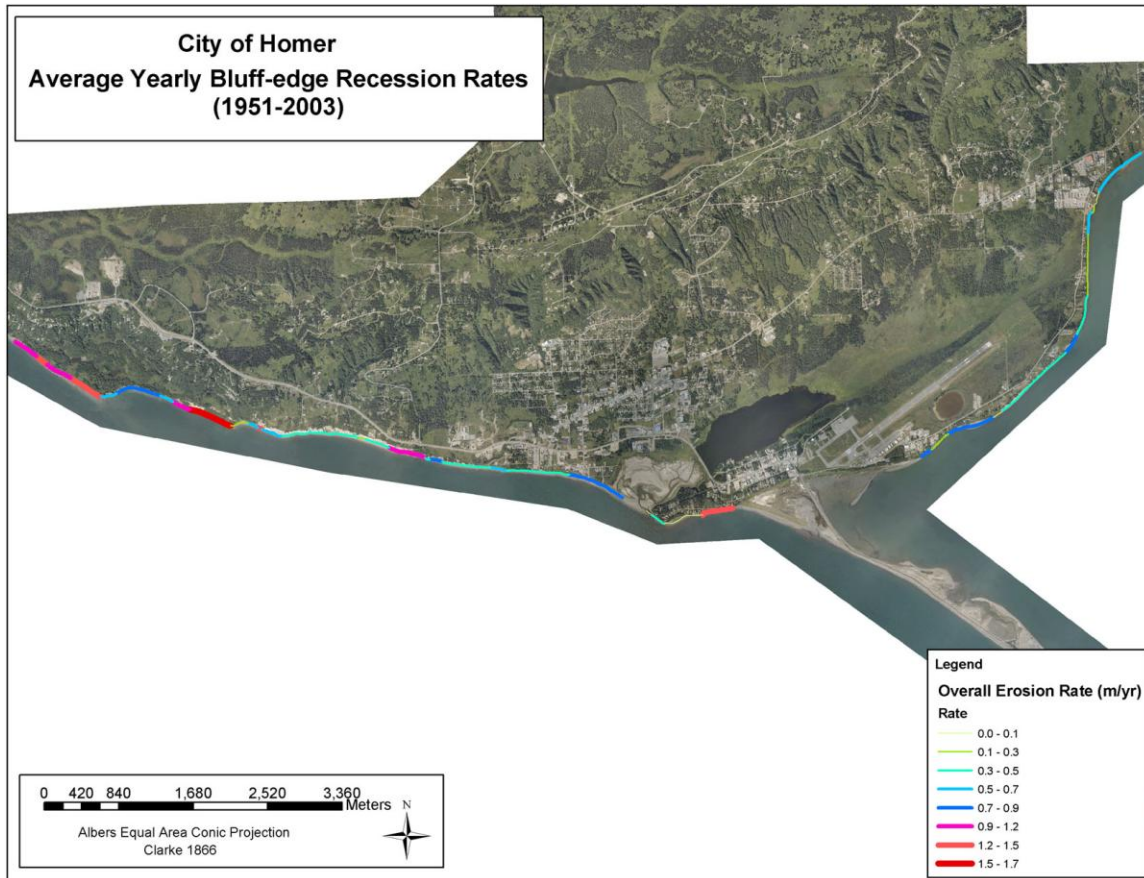 City of Homer
Average Yearly Bluff-edge Recession Rates
(1951-2003)
Legend
Overall Erosion Rate (m/yr)
Rate
0.0 - 0.1
0.1 - 0.3
0.3 - 0.5
0.5 - 0.7
0.7 - 0.9
0.9 - 1.2
1.2 - 1.5
1.5 - 1.7
0 420 840 1,680 2,520 3,360
Meters N
Albers Equal Area Conic Projection
Clarke 1866